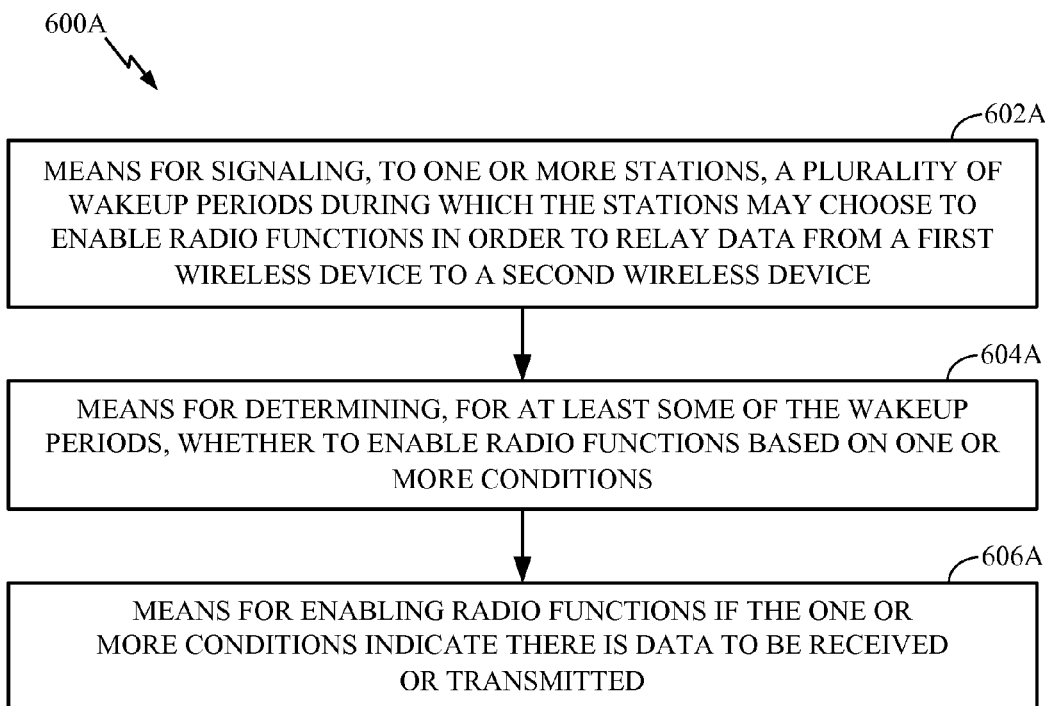 600A
602A
MEANS FOR SIGNALING, TO ONE OR MORE STATIONS, A PLURALITY OF
WAKEUP PERIODS DURING WHICH THE STATIONS MAY CHOOSE TO
ENABLE RADIO FUNCTIONS IN ORDER TO RELAY DATA FROM A FIRST
WIRELESS DEVICE TO A SECOND WIRELESS DEVICE
604A
MEANS FOR DETERMINING, FOR AT LEAST SOME OF THE WAKEUP
PERIODS, WHETHER TO ENABLE RADIO FUNCTIONS BASED ON ONE OR
MORE CONDITIONS
606A
MEANS FOR ENABLING RADIO FUNCTIONS IF THE ONE OR
MORE CONDITIONS INDICATE THERE IS DATA TO BE RECEIVED
OR TRANSMITTED